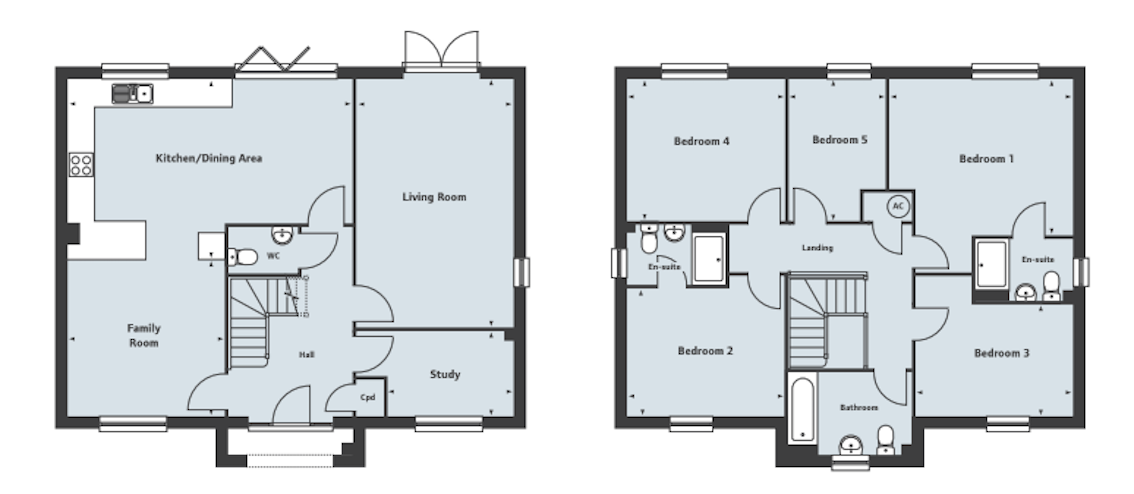 Kitchen/Dining Area
Living Room
WC
Family
Room
Hall
Study
Cpd
Bedroom 4
Bedroom 5
Bedroom 1
AC
Landing
En-suite
En-suite
Bedroom 2
Bedroom 3
Bathroom